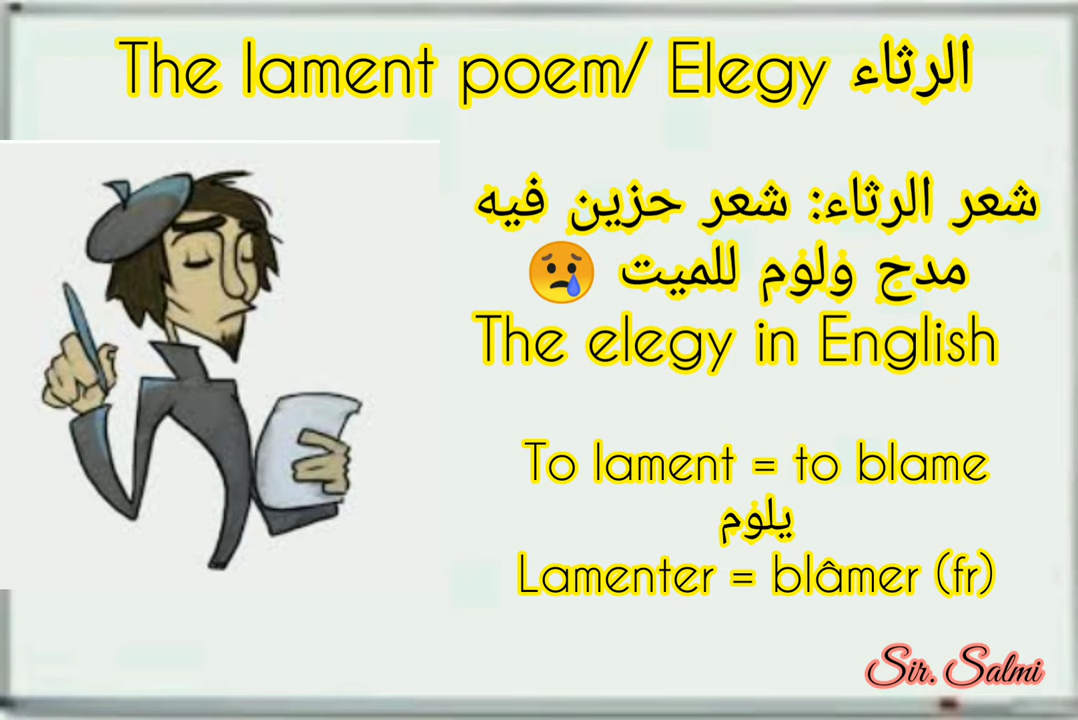 The lament poem/ Elegy الرثاء
شعر الرثاء: شعر حزين فيه
مدح ولوم للميت 😢
The elegy in English
To lament = to blame
يلوم
Lamenter = blâmer (fr)
Sir. Salmi